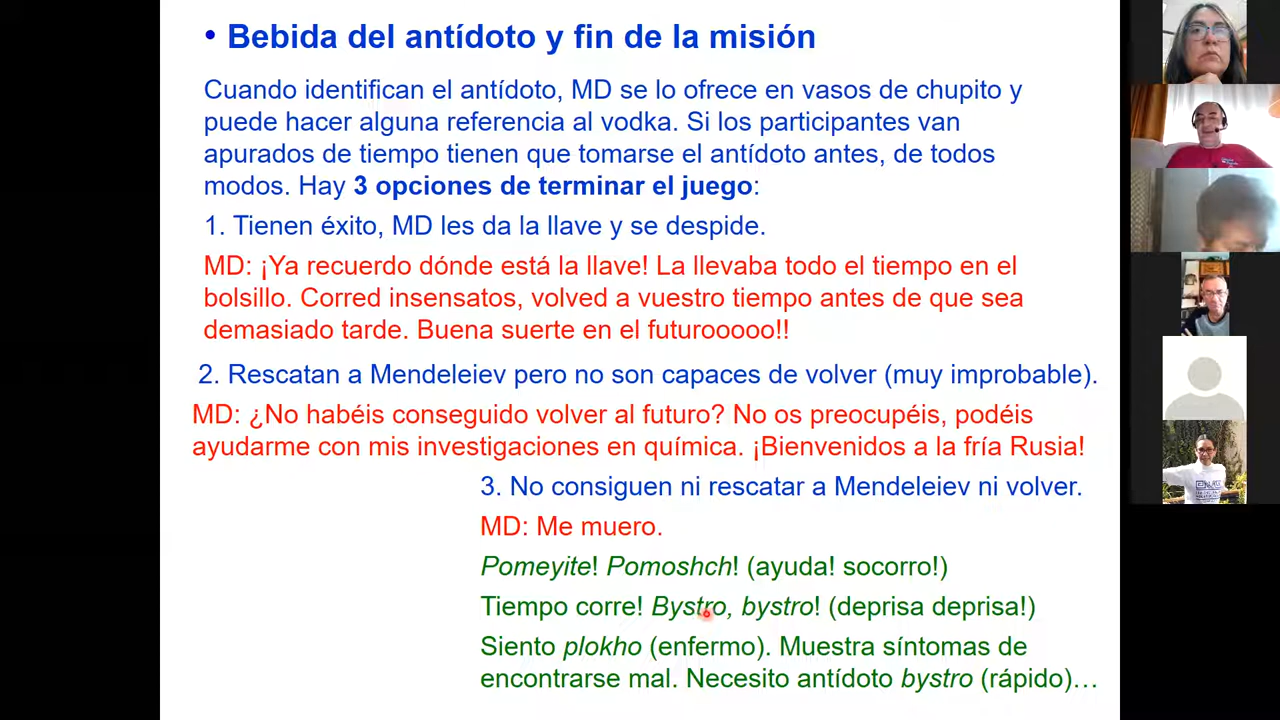 • Bebida del antídoto y fin de la misión
Cuando identifican el antídoto, MD se lo ofrece en vasos de chupito y
puede hacer alguna referencia al vodka. Si los participantes van
apurados de tiempo tienen que tomarse el antídoto antes, de todos
modos. Hay 3 opciones de terminar el juego:
1. Tienen éxito, MD les da la llave y se despide.
MD: ¡Ya recuerdo dónde está la llave! La llevaba todo el tiempo en el
bolsillo. Corred insensatos, volved a vuestro tiempo antes de que sea
demasiado tarde. Buena suerte en el futurooooo!!
2. Rescatan a Mendeleiev pero no son capaces de volver (muy improbable).
MD: ¿No habéis conseguido volver al futuro? No os preocupéis, podéis
ayudarme con mis investigaciones en química. ¡Bienvenidos a la fría Rusia!
3. No consiguen ni rescatar a Mendeleiev ni volver.
MD: Me muero.
Pomeyite! Pomoshch! (ayuda! socorro!)
Tiempo corre! Bystro, bystro! (deprisa deprisa!)
Siento plokho (enfermo). Muestra síntomas de
encontrarse mal. Necesito antídoto bystro (rápido)…